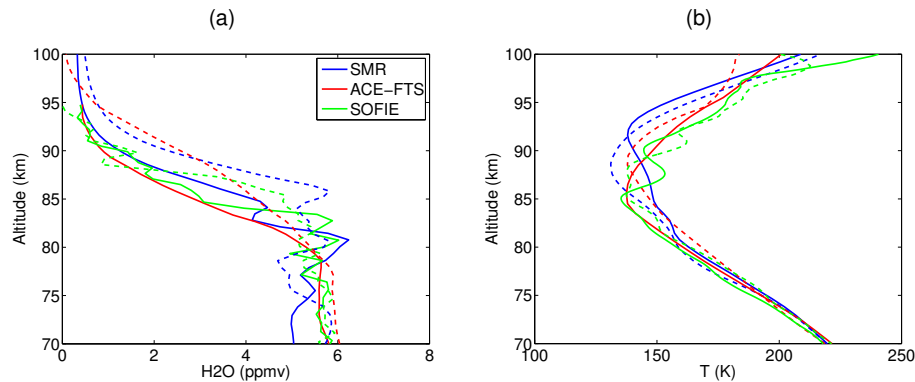 (a)
100
95
90
85
80
75
70
Altitude (km)
0 2 4 6 8
H2O (ppmv)
SMR
ACE−FTS
SOFIE
(b)
100
95
90
85
80
75
70
Altitude (km)
100 150 200 250
T (K)